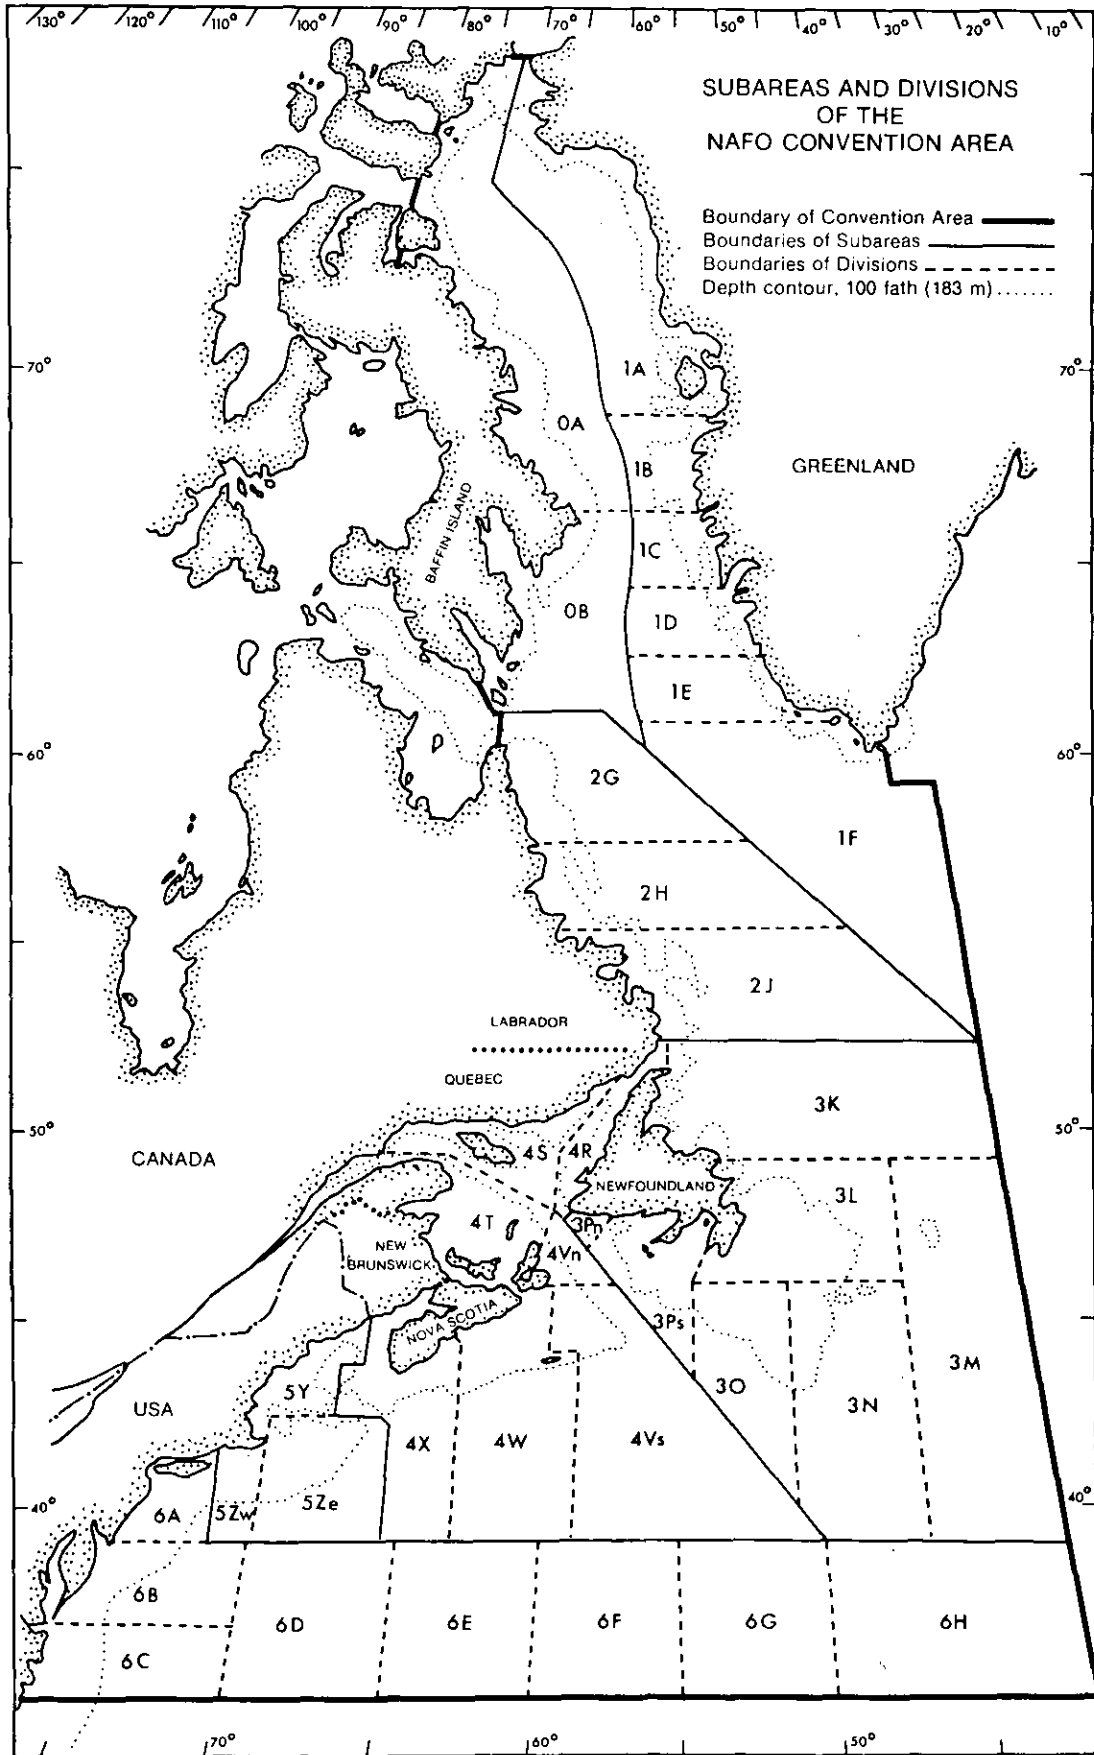 130° 120° 110° 100° 90° 80° 70° 60° 50° 40° 30° 20° 10°
SUBAREAS AND DIVISIONS
OF THE
NAFO CONVENTION AREA
Boundary of Convention Area
Boundaries of Subareas
Boundaries of Divisions
Depth contour, 100 fath (183 m)
70° 1A 70°
0A
1B GREENLAND
BAFFIN ISLAND
1C
0B 1D
1E
60° 60°
2G
1F
2H
2J
LABRADOR
QUEBEC
3K
50° 50°
CANADA 4S 4R
NEWFOUNDLAND 3L
4T 3Pn
NEW
BRUNSWICK 4Vn
NOVA SCOTIA 3Ps
3M
5Y 3O
USA 3N
4X 4W 4Vs
40° 6A 5Zw 5Ze 40°
6B
6D 6E 6F 6G 6H
6C
70° 60° 50°